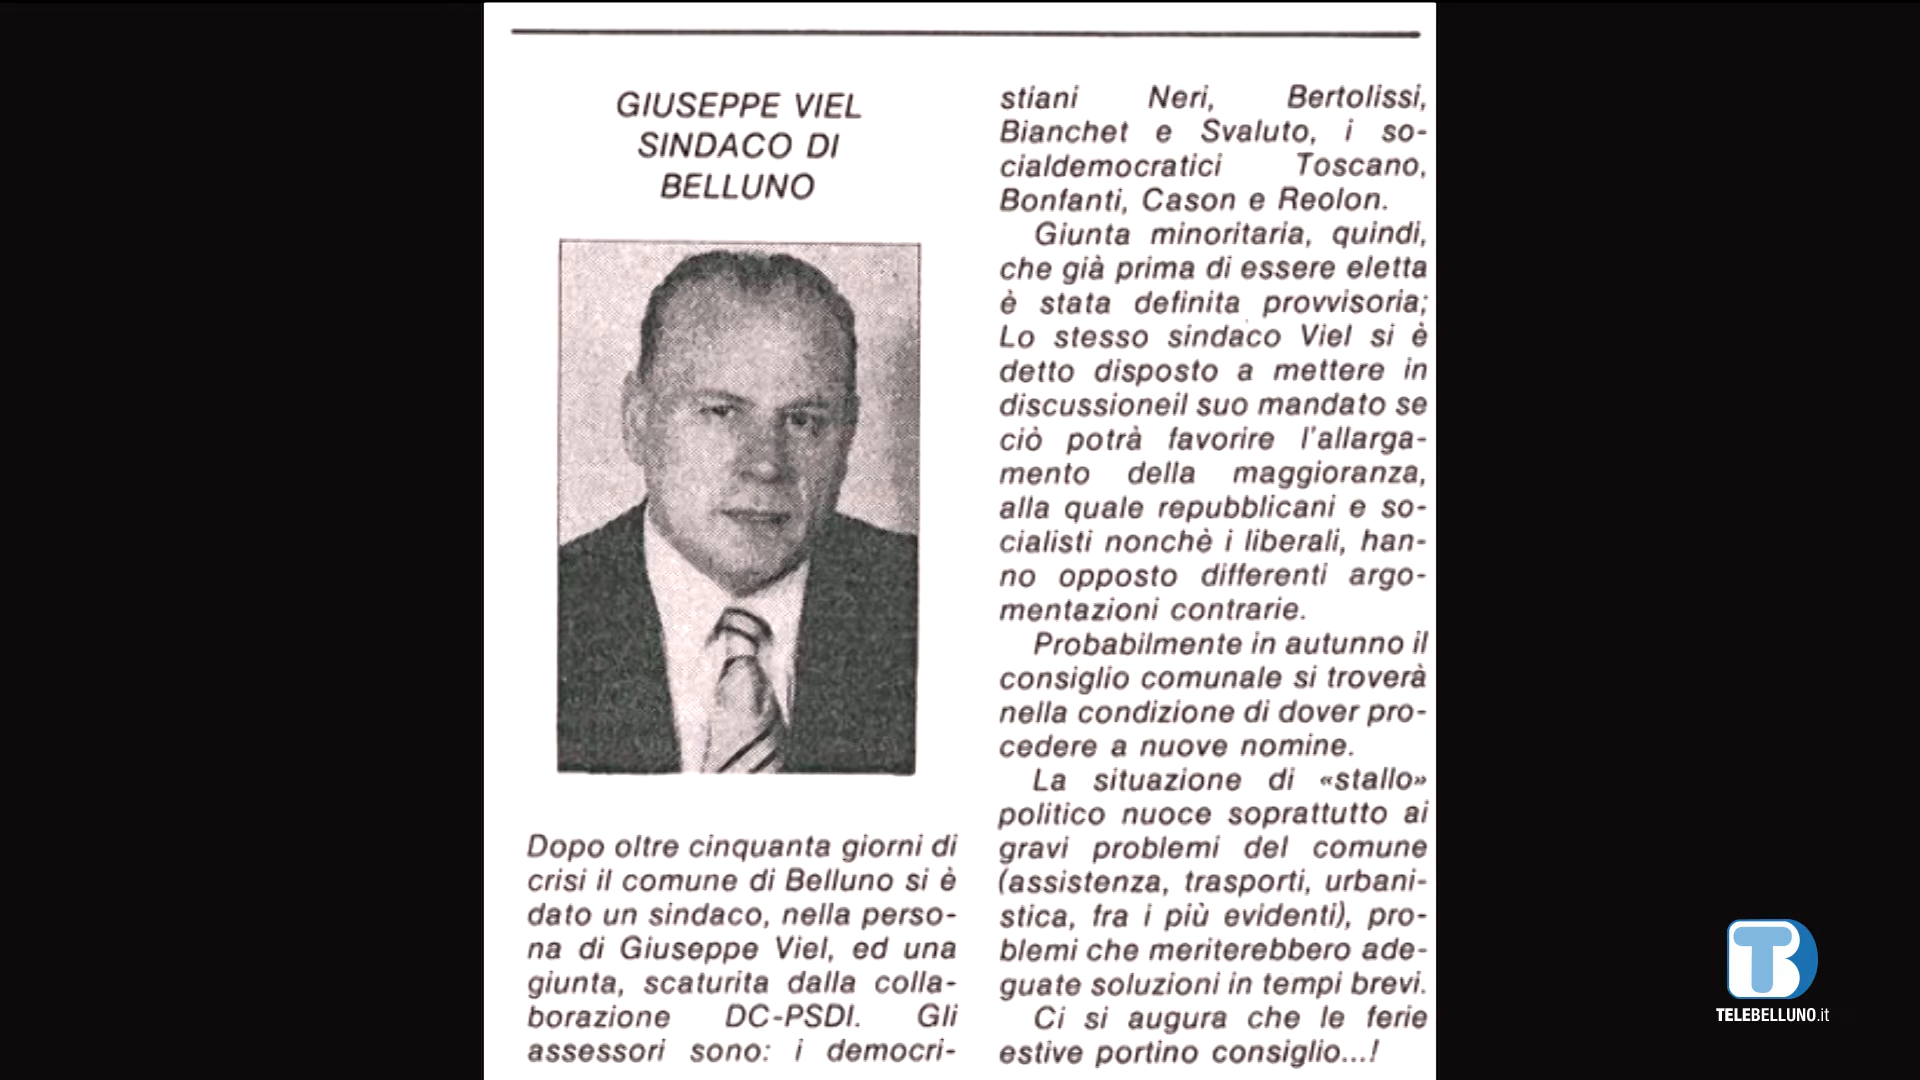 GIUSEPPE VIEL
SINDACO DI
BELLUNO
Dopo oltre cinquanta giorni di
crisi il comune di Belluno si è
dato un sindaco, nella perso-
na di Giuseppe Viel, ed una
giunta, scaturita dalla colla-
borazione DC-PSDI. Gli
assessori sono: i democri-
stiani Neri, Bertolissi,
Bianchet e Svaluto, i so-
cialdemocratici Toscano,
Bonfanti, Cason e Reolon.
Giunta minoritaria, quindi,
che già prima di essere eletta
è stata definita provvisoria;
Lo stesso sindaco Viel si è
detto disposto a mettere in
discussioneil suo mandato se
ciò potrà favorire l'allarga-
mento della maggioranza,
alla quale repubblicani e so-
cialisti nonchè i liberali, han-
no opposto differenti argo-
mentazioni contrarie.
Probabilmente in autunno il
consiglio comunale si troverà
nella condizione di dover pro-
cedere a nuove nomine.
La situazione di «stallo»
politico nuoce soprattutto ai
gravi problemi del comune
(assistenza, trasporti, urbani-
stica, fra i più evidenti), pro-
blemi che meriterebbero ade-
guate soluzioni in tempi brevi.
Ci si augura che le ferie
estive portino consiglio...!
TB
TELEBELLUNO.it